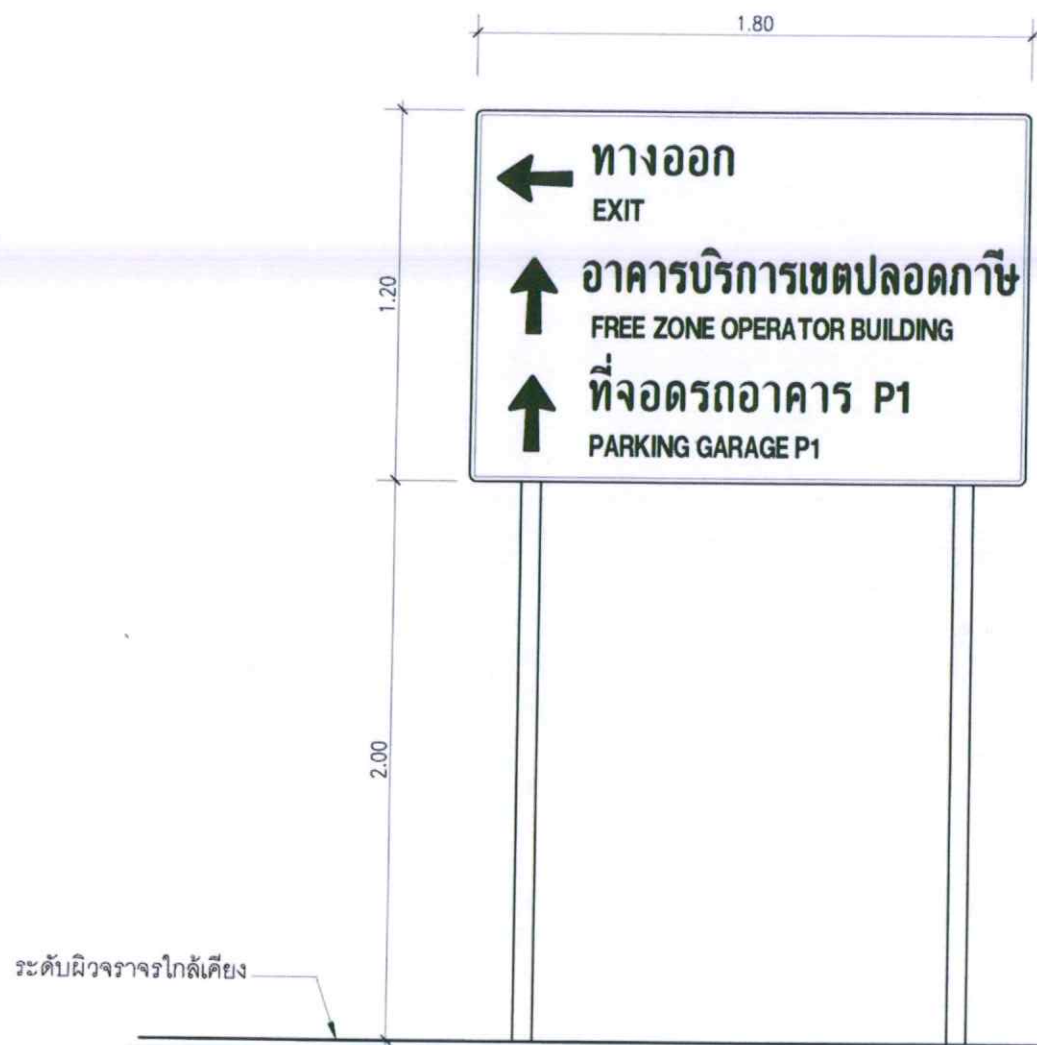 1.80
ทางออก
EXIT
1.20
อาคารบริการเขตปลอดภาษี
FREE ZONE OPERATOR BUILDING
ที่จอดรถอาคาร P1
PARKING GARAGE P1
2.00
ระดับผิวจราจรใกล้เคียง